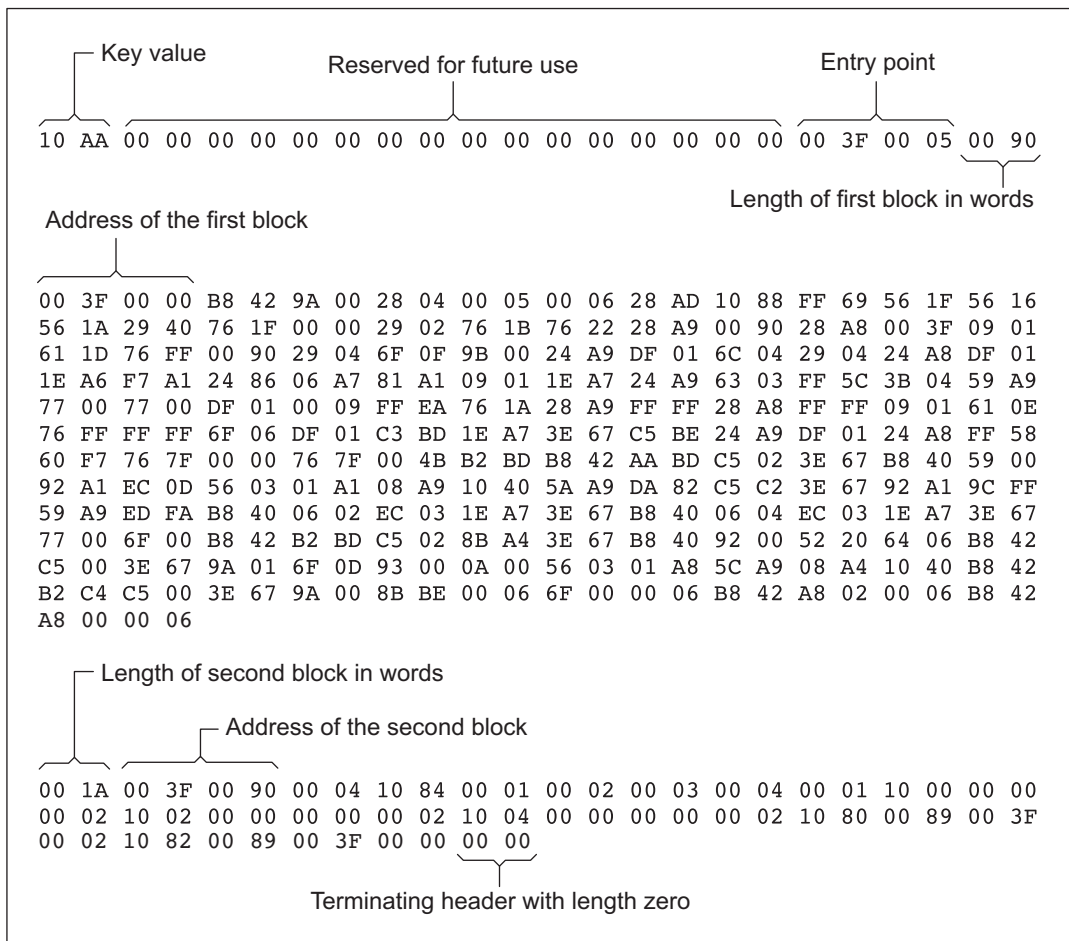 Key value
Reserved for future use
Entry point
10 AA 00 00 00 00 00 00 00 00 00 00 00 00 00 00 00 00 00 3F 00 05 00 90
Length of first block in words
Address of the first block
00 3F 00 00 B8 42 9A 00 28 04 00 05 00 06 28 AD 10 88 FF 69 56 1F 56 16
56 1A 29 40 76 1F 00 00 29 02 76 1B 76 22 28 A9 00 90 28 A8 00 3F 09 01
61 1D 76 FF 00 90 29 04 6F 0F 9B 00 24 A9 DF 01 6C 04 29 04 24 A8 DF 01
1E A6 F7 A1 24 86 06 A7 81 A1 09 01 1E A7 24 A9 63 03 FF 5C 3B 04 59 A9
77 00 77 00 DF 01 00 09 FF EA 76 1A 28 A9 FF FF 28 A8 FF FF 09 01 61 0E
76 FF FF FF 6F 06 DF 01 C3 BD 1E A7 3E 67 C5 BE 24 A9 DF 01 24 A8 FF 58
60 F7 76 7F 00 00 76 7F 00 4B B2 BD B8 42 AA BD C5 02 3E 67 B8 40 59 00
92 A1 EC 0D 56 03 01 A1 08 A9 10 40 5A A9 DA 82 C5 C2 3E 67 92 A1 9C FF
59 A9 ED FA B8 40 06 02 EC 03 1E A7 3E 67 B8 40 06 04 EC 03 1E A7 3E 67
77 00 6F 00 B8 42 B2 BD C5 02 8B A4 3E 67 B8 40 92 00 52 20 64 06 B8 42
C5 00 3E 67 9A 01 6F 0D 93 00 0A 00 56 03 01 A8 5C A9 08 A4 10 40 B8 42
B2 C4 C5 00 3E 67 9A 00 8B BE 00 06 6F 00 00 06 B8 42 A8 02 00 06 B8 42
A8 00 00 06
Length of second block in words
Address of the second block
00 1A 00 3F 00 90 00 04 10 84 00 01 00 02 00 03 00 04 00 01 10 00 00 00
00 02 10 02 00 00 00 00 00 02 10 04 00 00 00 00 00 02 10 80 00 89 00 3F
00 02 10 82 00 89 00 3F 00 00 00 00
Terminating header with length zero